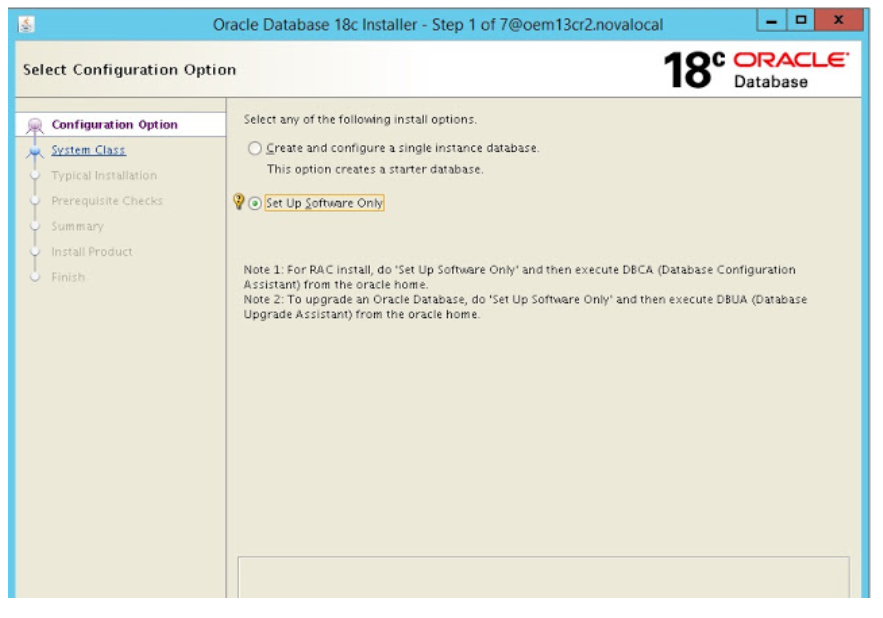 Oracle Database 18c Installer - Step 1 of 7@oem13cr2.novalocal
Select Configuration Option
18c ORACLE
Database
Configuration Option
System Class
Typical Installation
Prerequisite Checks
Summary
Install Product
Finish
Select any of the following install options.
Create and configure a single instance database.
This option creates a starter database.
Set Up Software Only
Note 1: For RAC install, do 'Set Up Software Only' and then execute DBCA (Database Configuration
Assistant) from the oracle home.
Note 2: To upgrade an Oracle Database, do 'Set Up Software Only' and then execute DBUA (Database
Upgrade Assistant) from the oracle home.